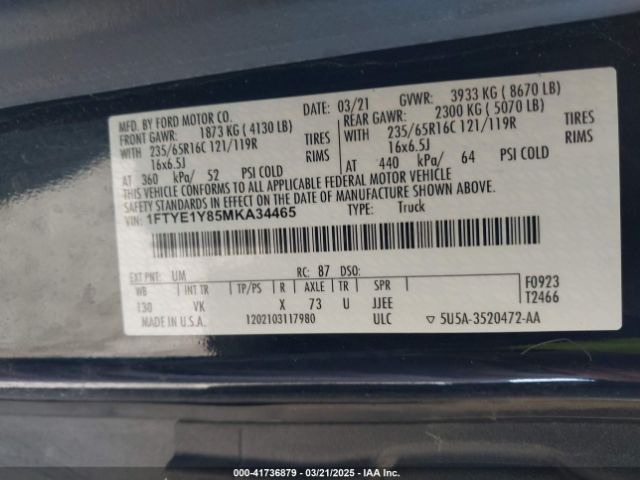 MFD. BY FORD MOTOR CO. DATE: 03/21 GVWR: 3933 KG ( 8670 LB)
FRONT GAWR: 1873 KG ( 4130 LB) REAR GAWR: 2300 KG ( 5070 LB)
WITH 235/65R16C 121/119R TIRES WITH 235/65R16C 121/119R TIRES
16x6.5J RIMS 16x6.5J RIMS
AT 360 kPa/ 52 PSI COLD AT 440 kPa/ 64 PSI COLD
THIS VEHICLE CONFORMS TO ALL APPLICABLE FEDERAL MOTOR VEHICLE
SAFETY STANDARDS IN EFFECT ON THE DATE OF MANUFACTURE SHOWN ABOVE.
VIN: 1FTYE1Y85MKA34465 TYPE: Truck
EXT PNT: UM RC: 87 DSO:
WB INT TR TP/PS R AXLE TR SPR
130 VK X 73 U JJEE
F0923
T2466
MADE IN U.S.A. 1202103117980 ULC ▽ 5U5A-3520472-AA
000-41736879 - 03/21/2025 - IAA Inc.